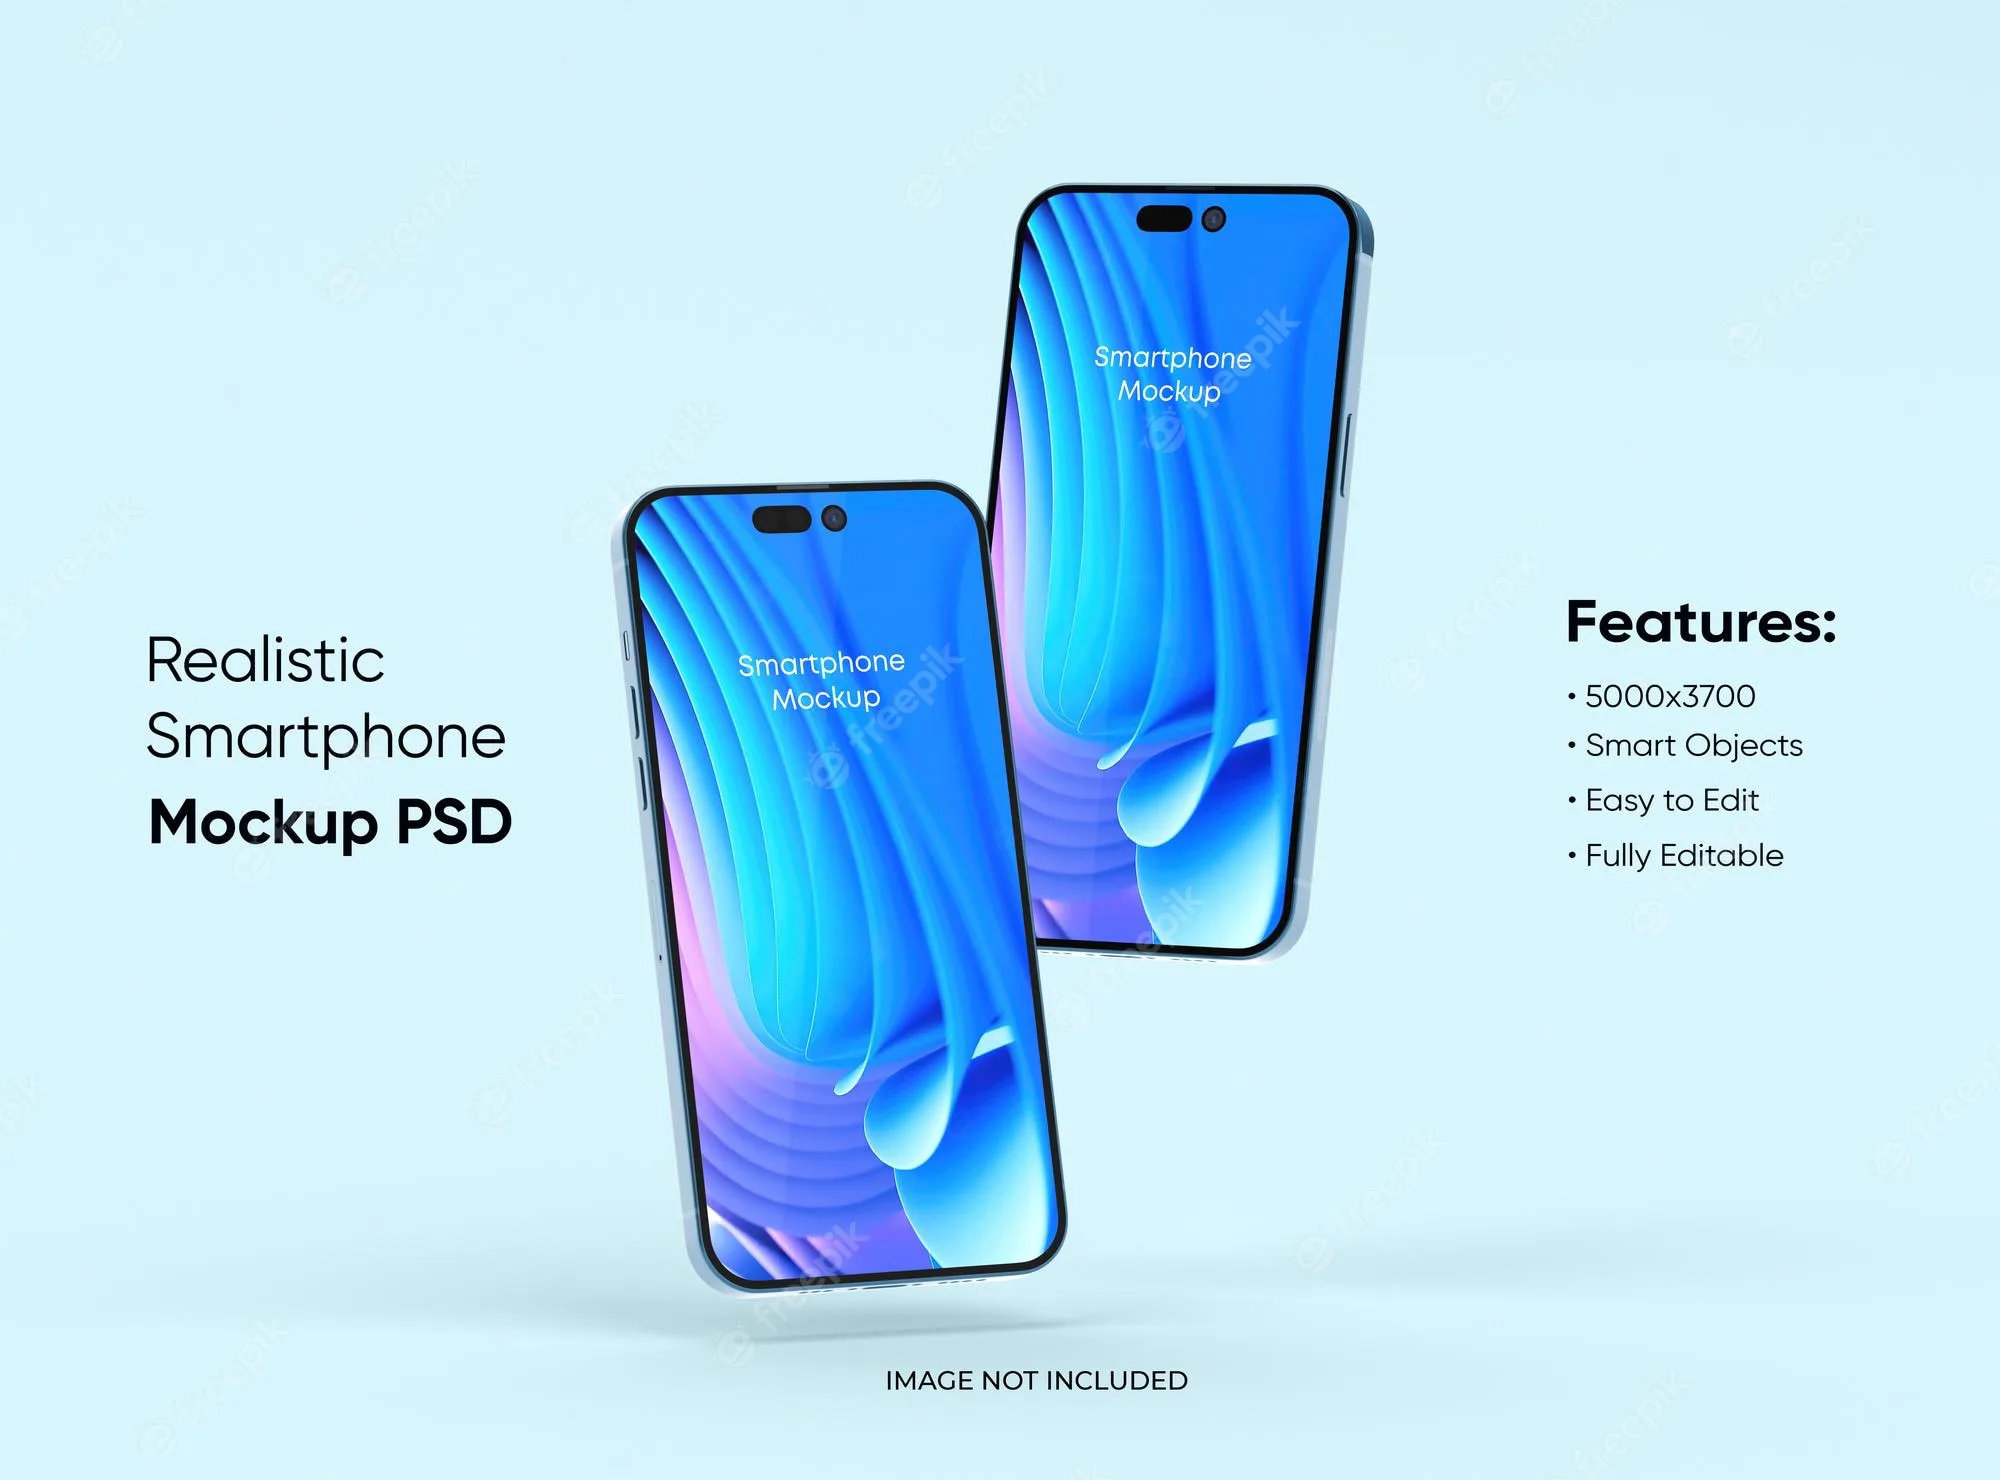 Realistic
Smartphone
Mockup PSD
Smartphone
Mockup
Smartphone
Mockup
Features:
• 5000x3700
• Smart Objects
• Easy to Edit
• Fully Editable
IMAGE NOT INCLUDED
freepik